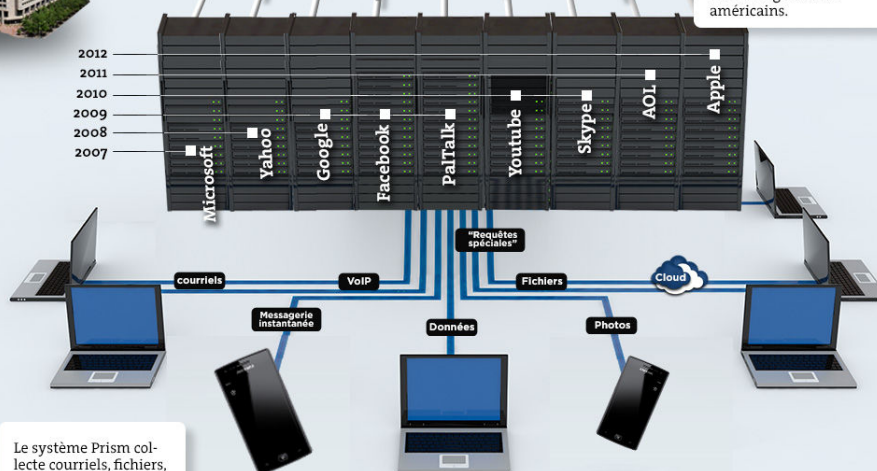 américains.
2012
2011
2010
2009
2008
2007
Microsoft
Yahoo
Google
Facebook
PalTalk
Youtube
Skype
AOL
Apple
"Requêtes
spéciales"
courriels
VoIP
Fichiers
Cloud
Messagerie
instantanée
Données
Photos
Le système Prism col-
lecte courriels, fichiers,